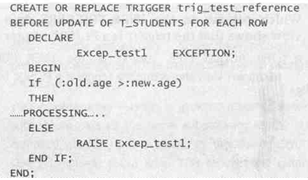 CREATE OR REPLACE TRIGGER trig_test_reference
BEFORE UPDATE OF T_STUDENTS FOR EACH ROW
DECLARE
Excep_test1 EXCEPTION;
BEGIN
If (:old.age >:new.age)
THEN
……PROCESSING…..
ELSE
RAISE Excep_test1;
END IF;
END;